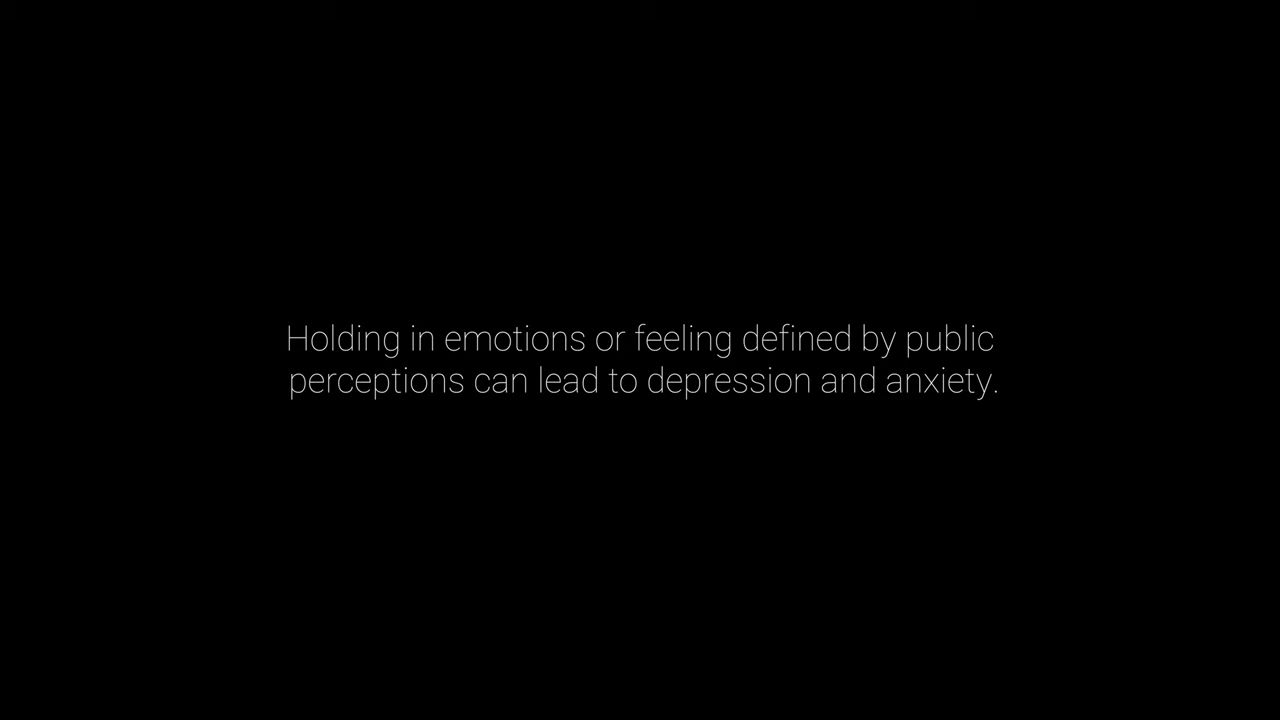 Holding in emotions or feeling defined by public
perceptions can lead to depression and anxiety.